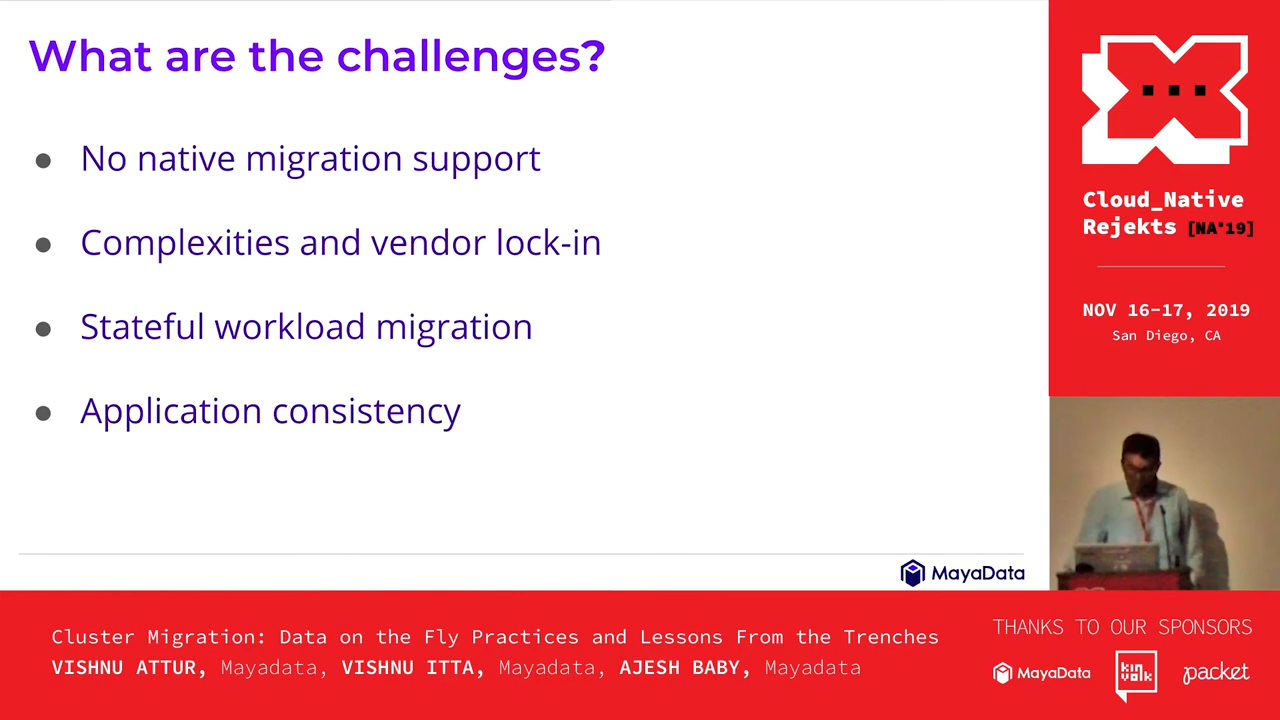 What are the challenges?
● No native migration support
● Complexities and vendor lock-in
● Stateful workload migration
● Application consistency
MayaData
Cloud_Native
Rejekts [NA'19]
NOV 16-17, 2019
San Diego, CA
Cluster Migration: Data on the Fly Practices and Lessons From the Trenches
VISHNU ATTUR, Mayadata, VISHNU ITTA, Mayadata, AJESH BABY, Mayadata
THANKS TO OUR SPONSORS
MayaData
kinvolk
packet